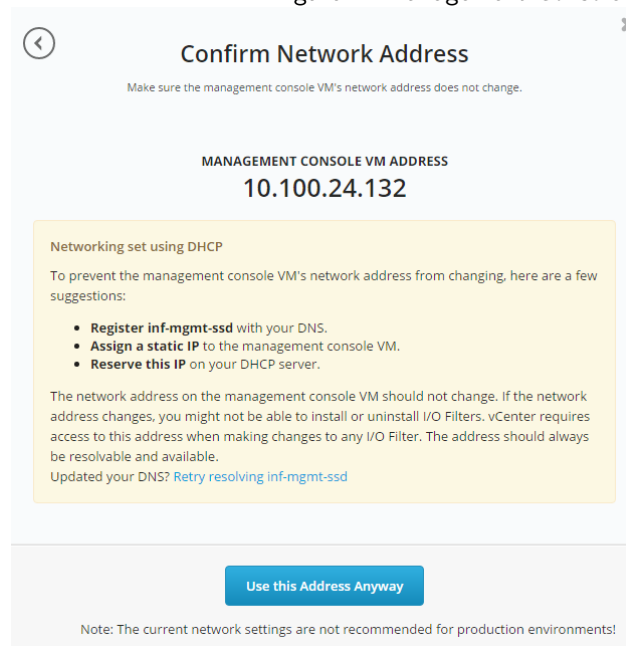 Confirm Network Address
Make sure the management console VM's network address does not change.
MANAGEMENT CONSOLE VM ADDRESS
10.100.24.132
Networking set using DHCP
To prevent the management console VM's network address from changing, here are a few
suggestions:
• Register inf-mgmt-ssd with your DNS.
• Assign a static IP to the management console VM.
• Reserve this IP on your DHCP server.
The network address on the management console VM should not change. If the network
address changes, you might not be able to install or uninstall I/O Filters. vCenter requires
access to this address when making changes to any I/O Filter. The address should always
be resolvable and available.
Updated your DNS? Retry resolving inf-mgmt-ssd
Use this Address Anyway
Note: The current network settings are not recommended for production environments!